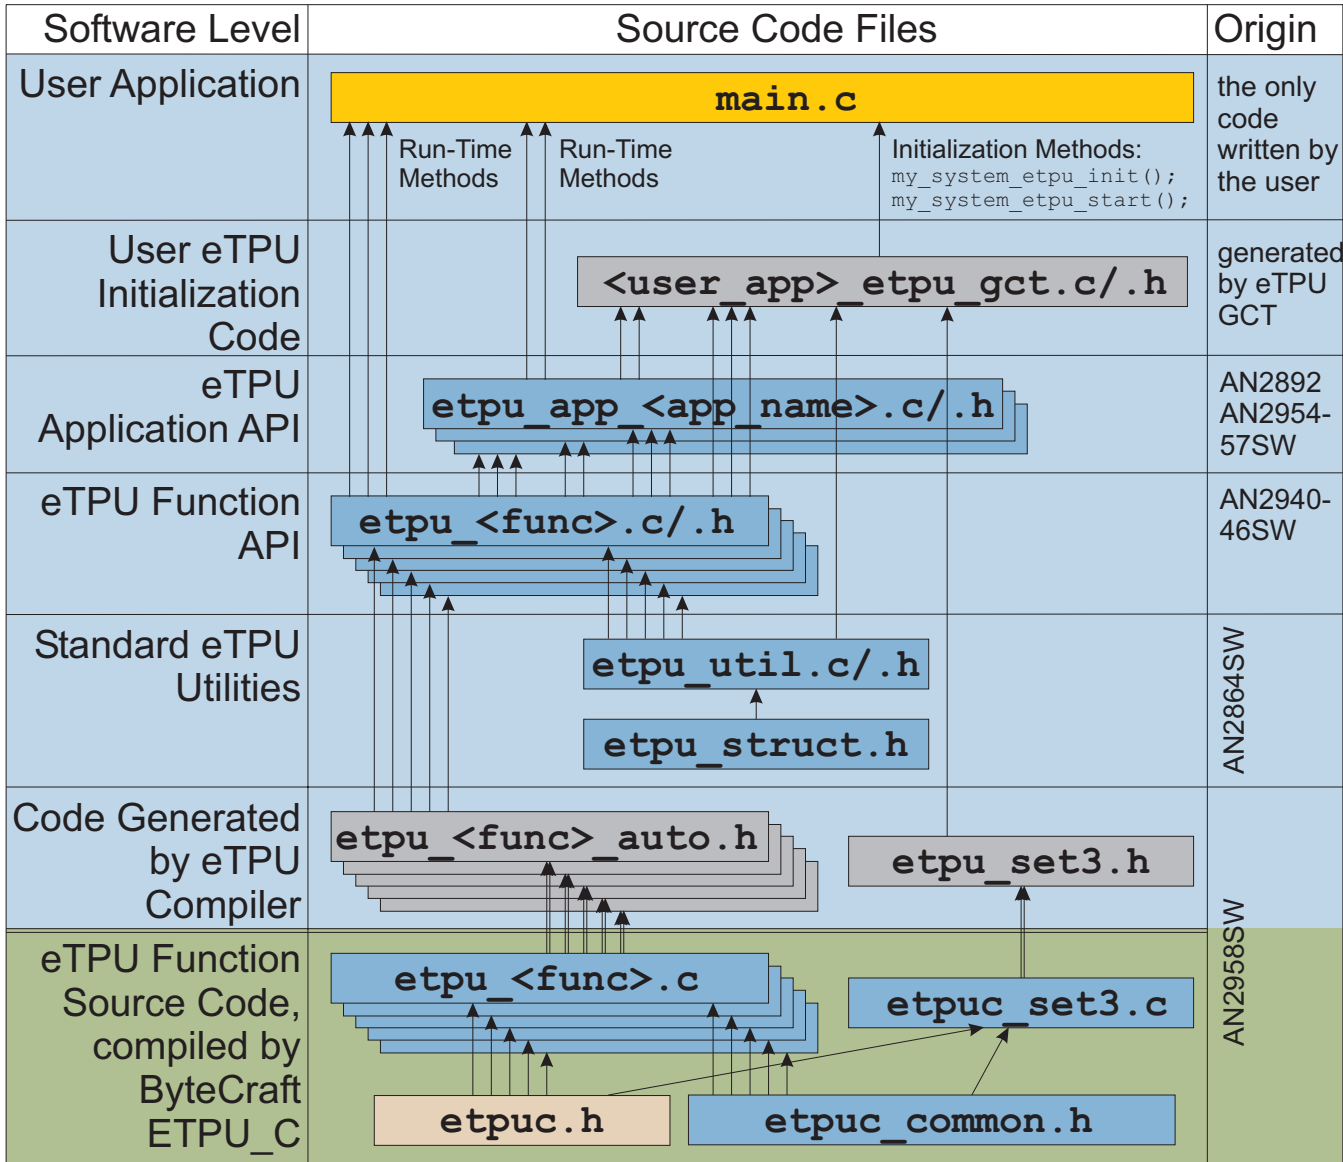 Software Level
Source Code Files
Origin
User Application
main.c
the only
code
written by
the user
Run-Time
Methods
Run-Time
Methods
Initialization Methods:
my_system_etpu_init();
my_system_etpu_start();
User eTPU
Initialization
Code
<user_app>_etpu_gct.c/.h
generated
by eTPU
GCT
eTPU
Application API
etpu_app_<app_name>.c/.h
AN2892
AN2954-
57SW
eTPU Function
API
etpu_<func>.c/.h
AN2940-
46SW
Standard eTPU
Utilities
etpu_util.c/.h
etpu_struct.h
AN2864SW
Code Generated
by eTPU
Compiler
etpu_<func>_auto.h
etpu_set3.h
AN2958SW
eTPU Function
Source Code,
compiled by
ByteCraft
ETPU_C
etpu_<func>.c
etpuc_set3.c
etpuc.h
etpuc_common.h